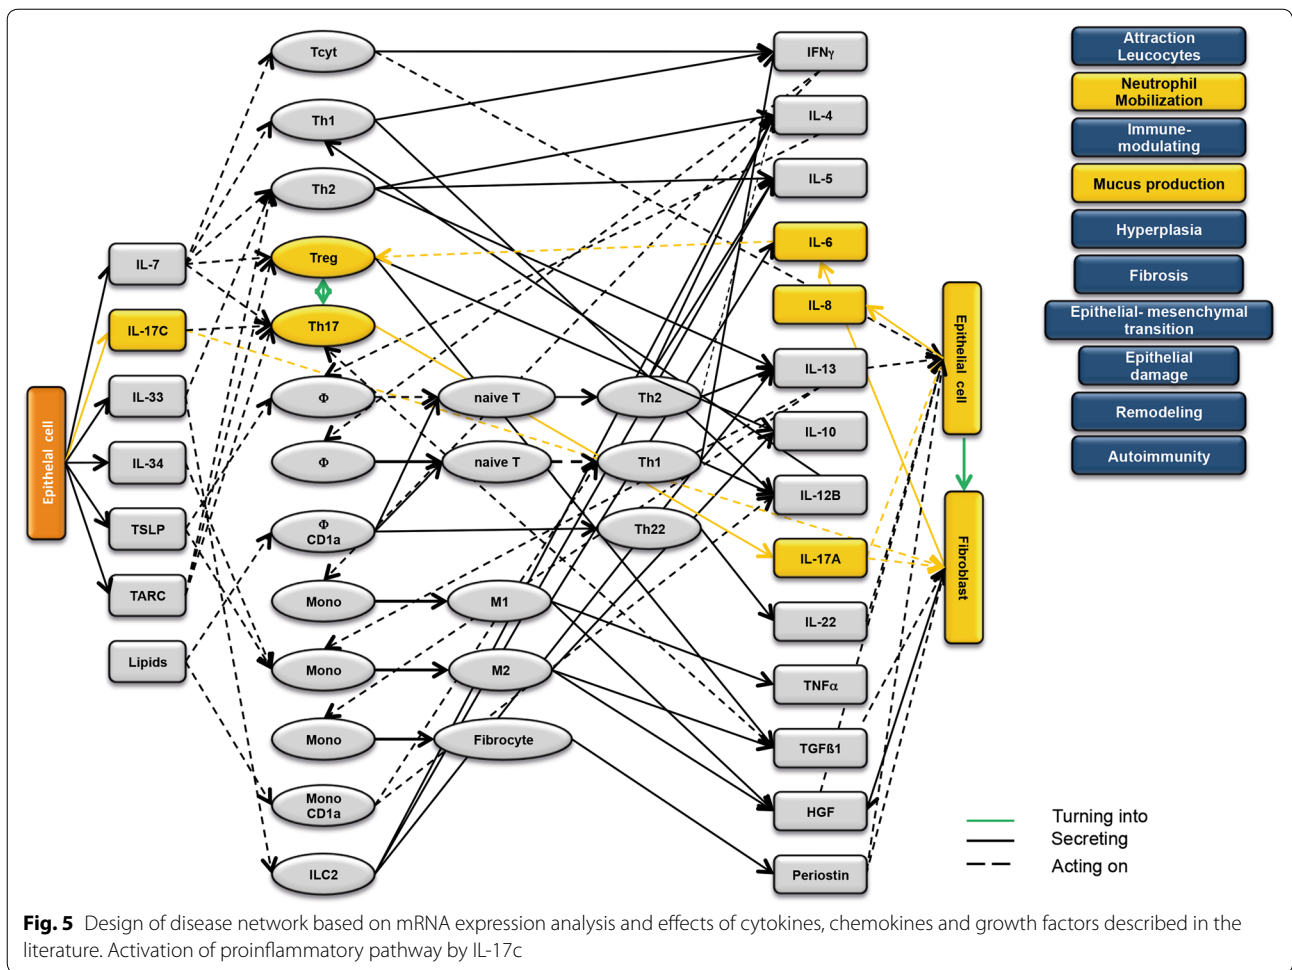 Epithelal cell
IL-7
IL-17C
IL-33
IL-34
TSLP
TARC
Lipids
Tcyt
Th1
Th2
Treg
Th17
Φ
Φ
Φ
CD1a
Mono
Mono
Mono
Mono
CD1a
ILC2
naive T
naive T
M1
M2
Fibrocyte
Th2
Th1
Th22
IFNγ
IL-4
IL-5
IL-6
IL-8
IL-13
IL-10
IL-12B
IL-17A
IL-22
TNFα
TGFß1
HGF
Periostin
Epithelial cell
Fibroblast
Attraction
Leucocytes
Neutrophil
Mobilization
Immune-
modulating
Mucus production
Hyperplasia
Fibrosis
Epithelial- mesenchymal
transition
Epithelial
damage
Remodeling
Autoimmunity
Turning into
Secreting
Acting on
Fig. 5 Design of disease network based on mRNA expression analysis and effects of cytokines, chemokines and growth factors described in the
literature. Activation of proinflammatory pathway by IL-17c